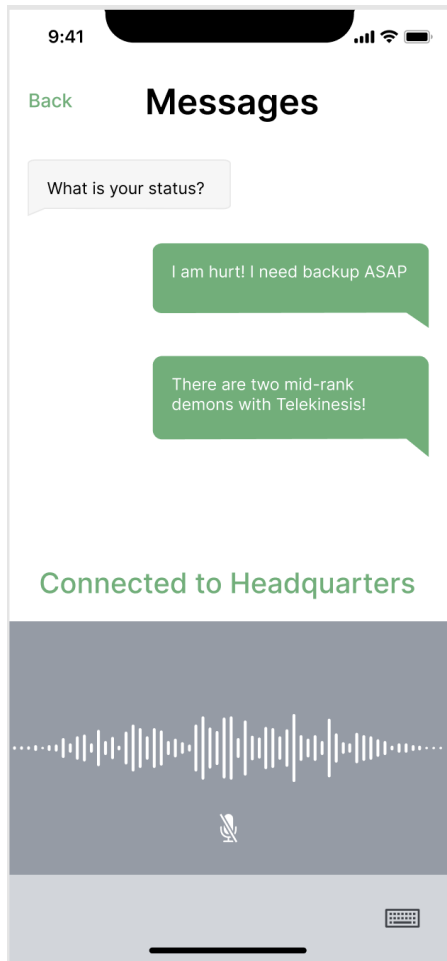 9:41
Back
Messages
What is your status?
I am hurt! I need backup ASAP
There are two mid-rank
demons with Telekinesis!
Connected to Headquarters